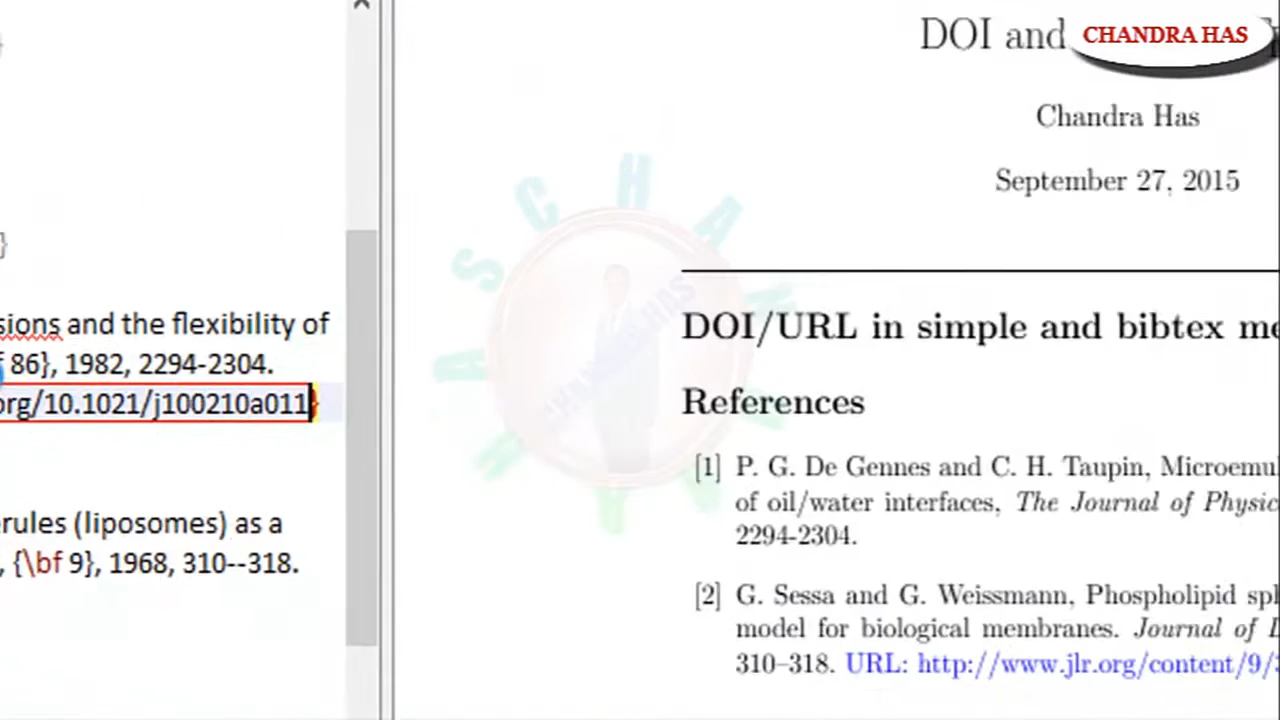 }
sions and the flexibility of
86}, 1982, 2294-2304.
org/10.1021/j100210a011}
erules (liposomes) as a
, {\bf 9}, 1968, 310--318.
DOI and
CHANDRA HAS
Chandra Has
September 27, 2015
DOI/URL in simple and bibtex me
References
[1] P. G. De Gennes and C. H. Taupin, Microemul
of oil/water interfaces, The Journal of Physic
2294-2304.
[2] G. Sessa and G. Weissmann, Phospholipid sph
model for biological membranes. Journal of L
310–318. URL: http://www.jlr.org/content/9/
CHANDRA HAS